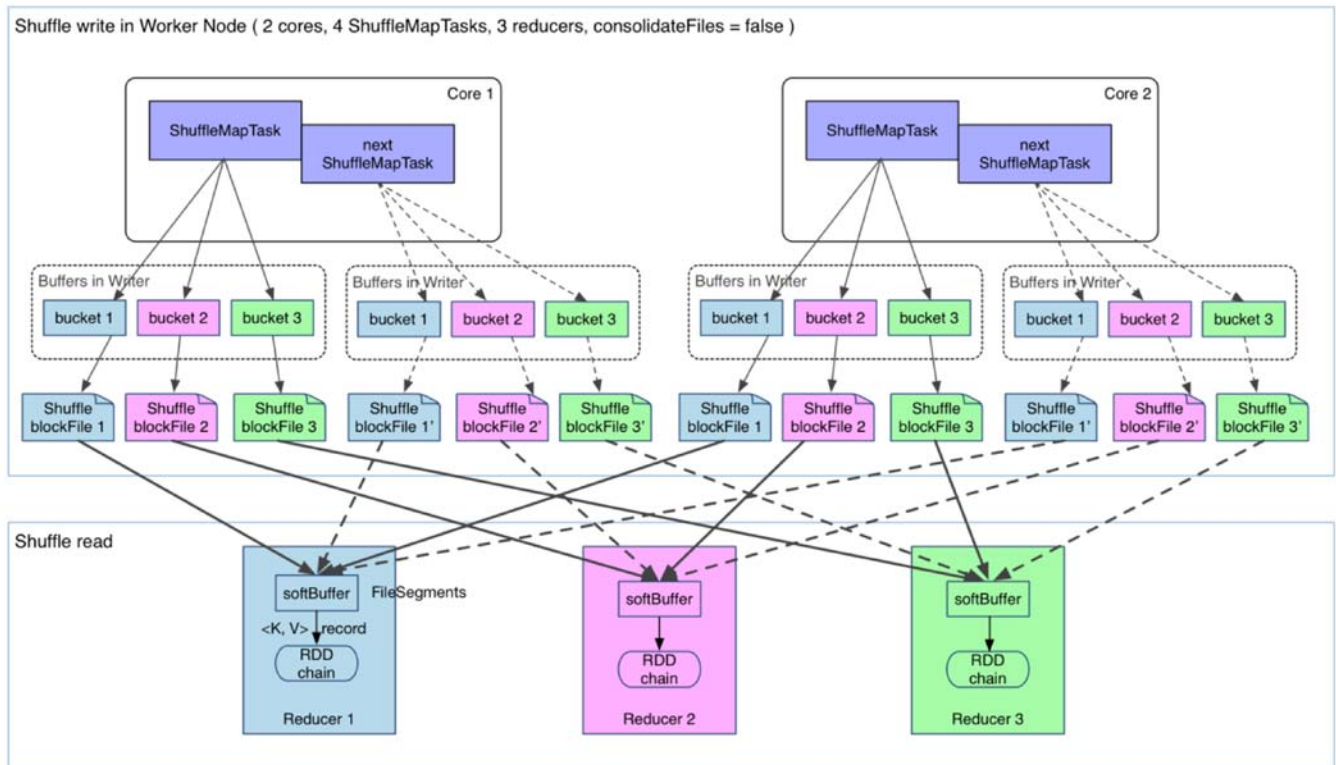 Shuffle write in Worker Node ( 2 cores, 4 ShuffleMapTasks, 3 reducers, consolidateFiles = false )
Core 1
ShuffleMapTask
next
ShuffleMapTask
Core 2
ShuffleMapTask
next
ShuffleMapTask
Buffers in Writer
bucket 1
bucket 2
bucket 3
Buffers in Writer
bucket 1
bucket 2
bucket 3
Buffers in Writer
bucket 1
bucket 2
bucket 3
Buffers in Writer
bucket 1
bucket 2
bucket 3
Shuffle
blockFile 1
Shuffle
blockFile 2
Shuffle
blockFile 3
Shuffle
blockFile 1'
Shuffle
blockFile 2'
Shuffle
blockFile 3'
Shuffle
blockFile 1
Shuffle
blockFile 2
Shuffle
blockFile 3
Shuffle
blockFile 1'
Shuffle
blockFile 2'
Shuffle
blockFile 3'
Shuffle read
softBuffer
FileSegments
<K, V> record
RDD
chain
Reducer 1
softBuffer
RDD
chain
Reducer 2
softBuffer
RDD
chain
Reducer 3